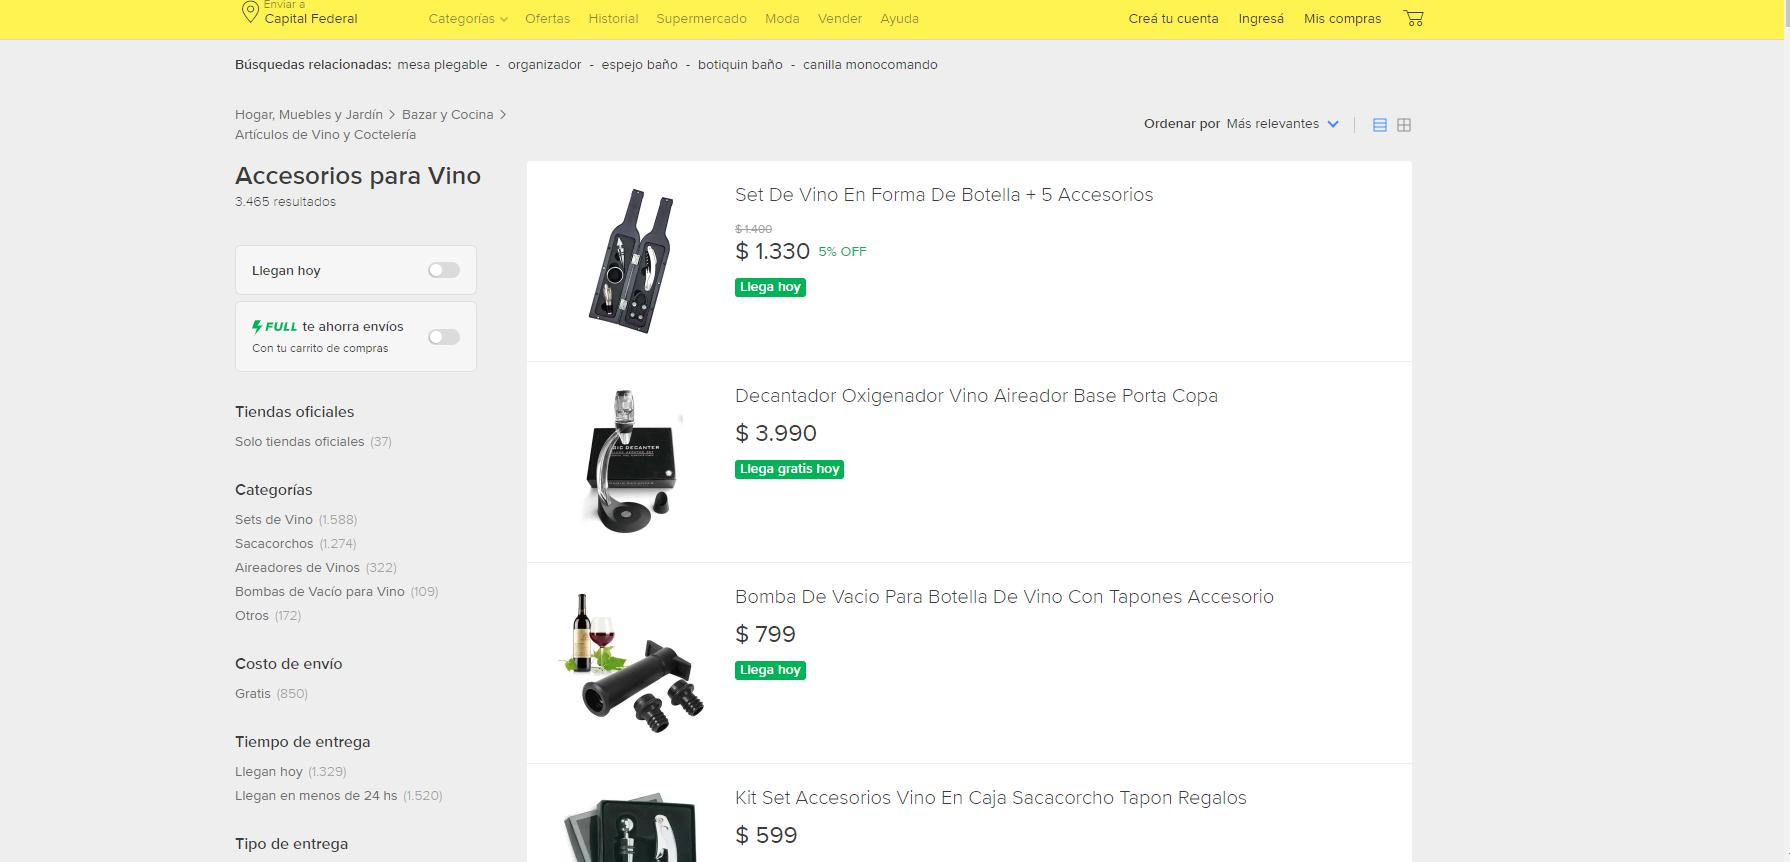 Enviar a
Capital Federal
Categorías
Ofertas
Historial
Supermercado
Moda
Vender
Ayuda
Creá tu cuenta
Ingresá
Mis compras
Búsquedas relacionadas: mesa plegable - organizador - espejo baño - botiquin baño - canilla monocomando
Hogar, Muebles y Jardín > Bazar y Cocina >
Artículos de Vino y Coctelería
Ordenar por Más relevantes
Accesorios para Vino
3.465 resultados
Llegan hoy
FULL te ahorra envíos
Con tu carrito de compras
Tiendas oficiales
Solo tiendas oficiales (37)
Categorías
Sets de Vino (1.588)
Sacacorchos (1.274)
Aireadores de Vinos (322)
Bombas de Vacío para Vino (109)
Otros (172)
Costo de envío
Gratis (850)
Tiempo de entrega
Llegan hoy (1.329)
Llegan en menos de 24 hs (1.520)
Tipo de entrega
Set De Vino En Forma De Botella + 5 Accesorios
$ 1.400
$ 1.330 5% OFF
Llega hoy
Decantador Oxigenador Vino Aireador Base Porta Copa
$ 3.990
Llega gratis hoy
DECANTER
Bomba De Vacio Para Botella De Vino Con Tapones Accesorio
$ 799
Llega hoy
Kit Set Accesorios Vino En Caja Sacacorcho Tapon Regalos
$ 599